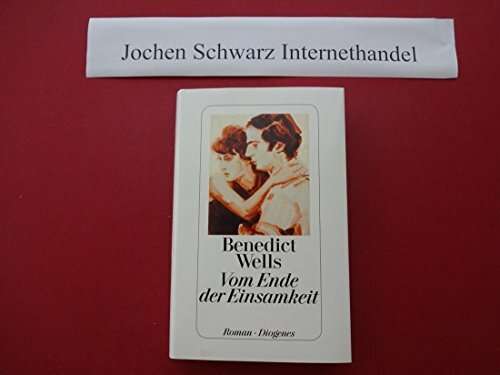 Jochen Schwarz Internethandel
Benedict
Wells
Vom Ende
der Einsamkeit
Roman · Diogenes